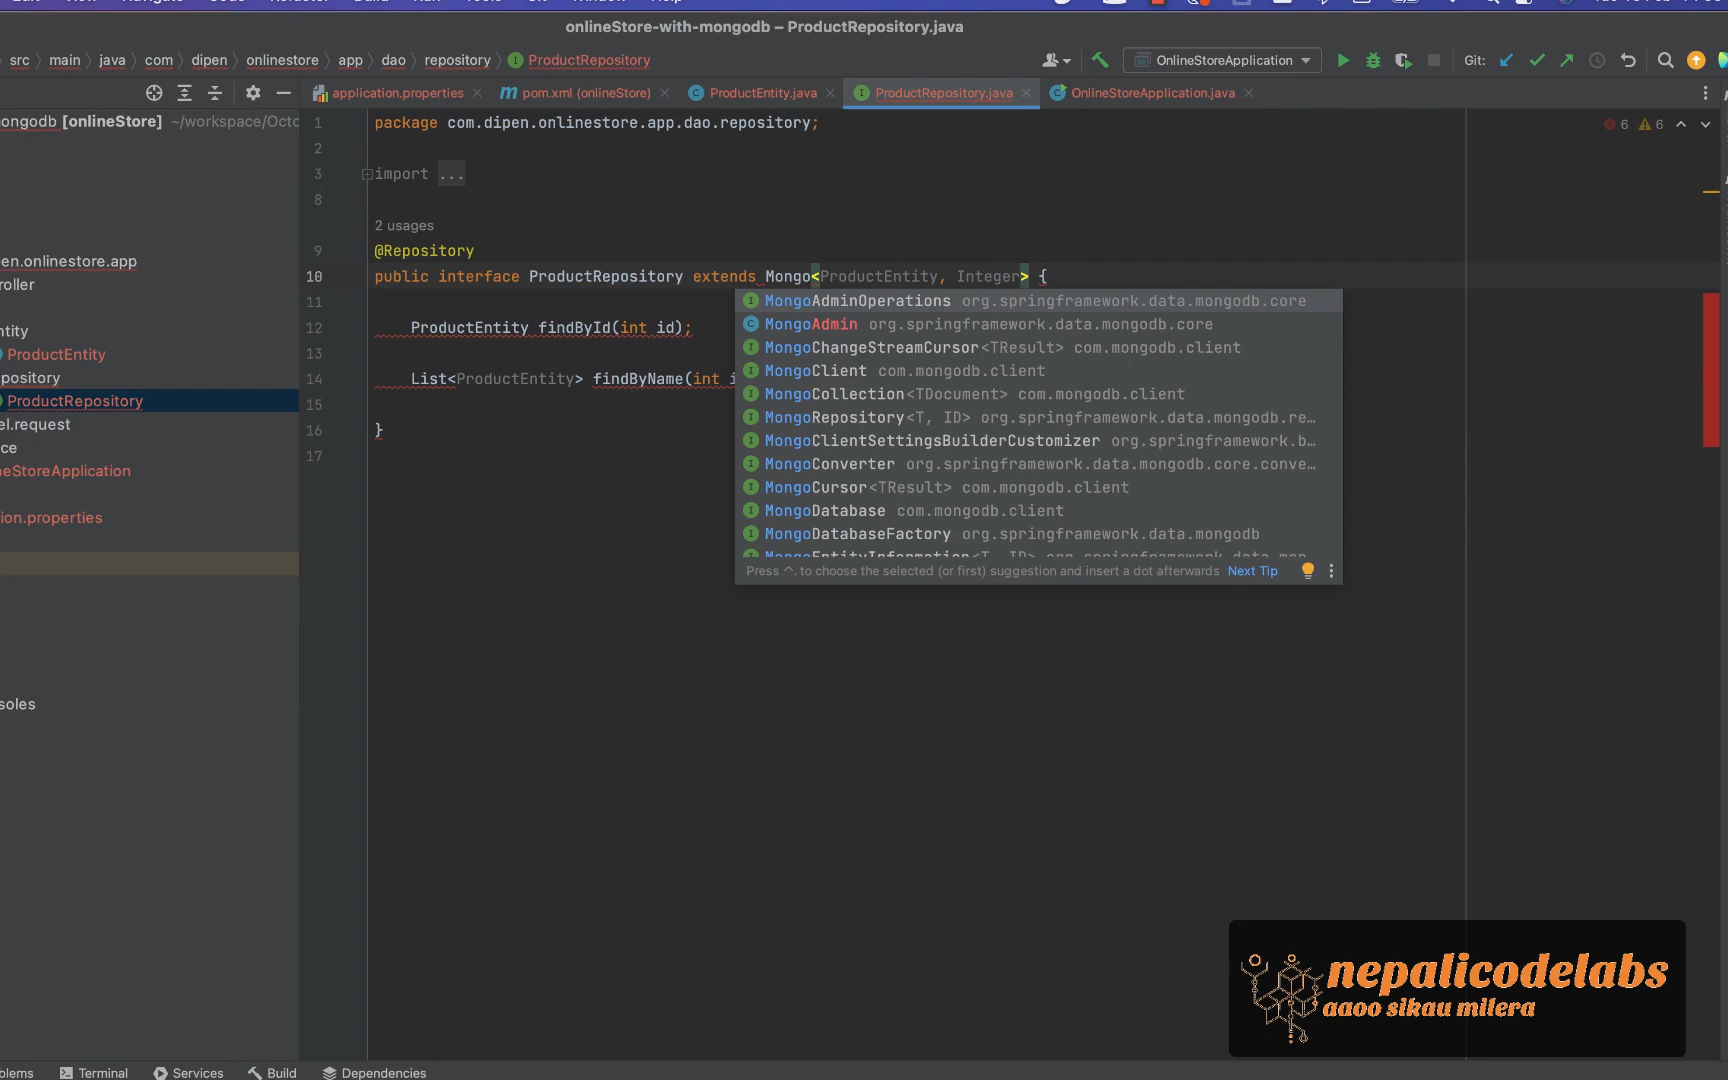 onlineStore-with-mongodb – ProductRepository.java
src main java com dipen onlinestore app dao repository ProductRepository
OnlineStoreApplication Git:
application.properties pom.xml (onlineStore) ProductEntity.java ProductRepository.java OnlineStoreApplication.java
ongodb [onlineStore] ~/workspace/Octo
en.onlinestore.app
roller
ntity
ProductEntity
pository
ProductRepository
el.request
ce
eStoreApplication
ion.properties
soles
6 6
1 package com.dipen.onlinestore.app.dao.repository;
2
3 import ...
8
2 usages
9 @Repository
10 public interface ProductRepository extends Mongo<ProductEntity, Integer> {
11
12 ProductEntity findById(int id);
13
14 List<ProductEntity> findByName(int i
15
16 }
17
MongoAdminOperations org.springframework.data.mongodb.core
MongoAdmin org.springframework.data.mongodb.core
MongoChangeStreamCursor<TResult> com.mongodb.client
MongoClient com.mongodb.client
MongoCollection<TDocument> com.mongodb.client
MongoRepository<T, ID> org.springframework.data.mongodb.re...
MongoClientSettingsBuilderCustomizer org.springframework.b...
MongoConverter org.springframework.data.mongodb.core.conve...
MongoCursor<TResult> com.mongodb.client
MongoDatabase com.mongodb.client
MongoDatabaseFactory org.springframework.data.mongodb
Press ^. to choose the selected (or first) suggestion and insert a dot afterwards Next Tip
nepalicodelabs
aaoo sikau milera
blems Terminal Services Build Dependencies